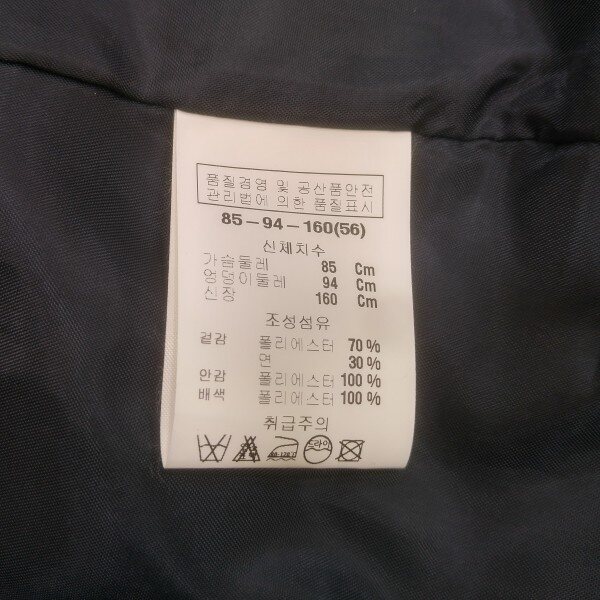 품질경영 및 공산품안전
관리법에 의한 품질표시
85-94-160(56)
신체치수
가슴둘레 85 Cm
엉덩이둘레 94 Cm
신장 160 Cm
조성섬유
겉감 폴리에스터 70%
면 30%
안감 폴리에스터 100%
배색 폴리에스터 100%
취급주의
드라이